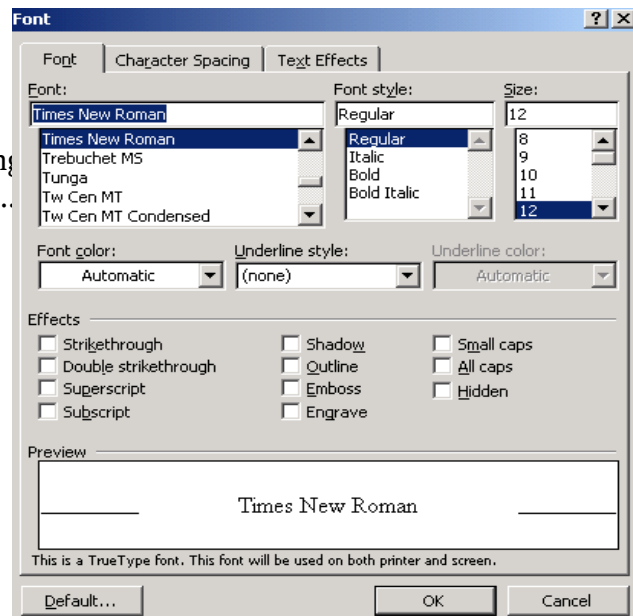 Font
Font Character Spacing Text Effects
Font: Font style: Size:
Times New Roman Regular 12
Times New Roman Regular 8
Trebuchet MS Italic 9
Tunga Bold 10
Tw Cen MT Bold Italic 11
Tw Cen MT Condensed 12
Font color: Underline style: Underline color:
Automatic (none) Automatic
Effects
Strikethrough Shadow Small caps
Double strikethrough Outline All caps
Superscript Emboss Hidden
Subscript Engrave
Preview
Times New Roman
This is a TrueType font. This font will be used on both printer and screen.
Default... OK Cancel